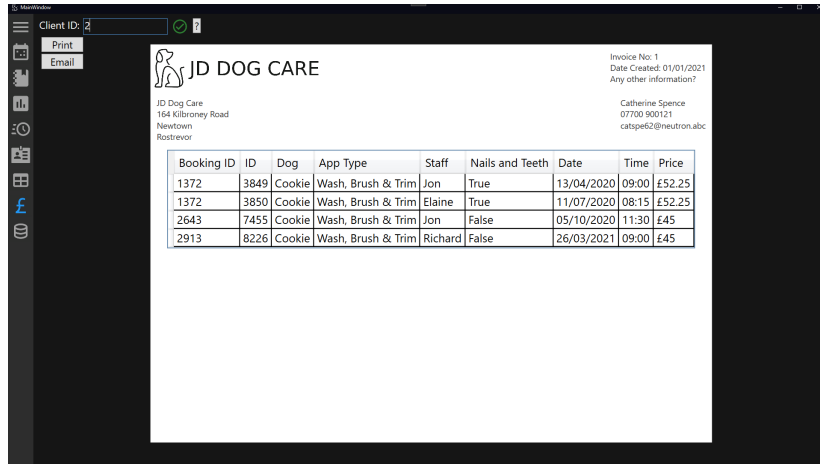 MainWindow
Client ID: 2 ?
Print
Email
JD DOG CARE
Invoice No: 1
Date Created: 01/01/2021
Any other information?
JD Dog Care
164 Kilbroney Road
Newtown
Rostrevor
Catherine Spence
07700 900121
catspe62@neutron.abc
Booking ID ID Dog App Type Staff Nails and Teeth Date Time Price
1372 3849 Cookie Wash, Brush & Trim Jon True 13/04/2020 09:00 £52.25
1372 3850 Cookie Wash, Brush & Trim Elaine True 11/07/2020 08:15 £52.25
2643 7455 Cookie Wash, Brush & Trim Jon False 05/10/2020 11:30 £45
2913 8226 Cookie Wash, Brush & Trim Richard False 26/03/2021 09:00 £45
£